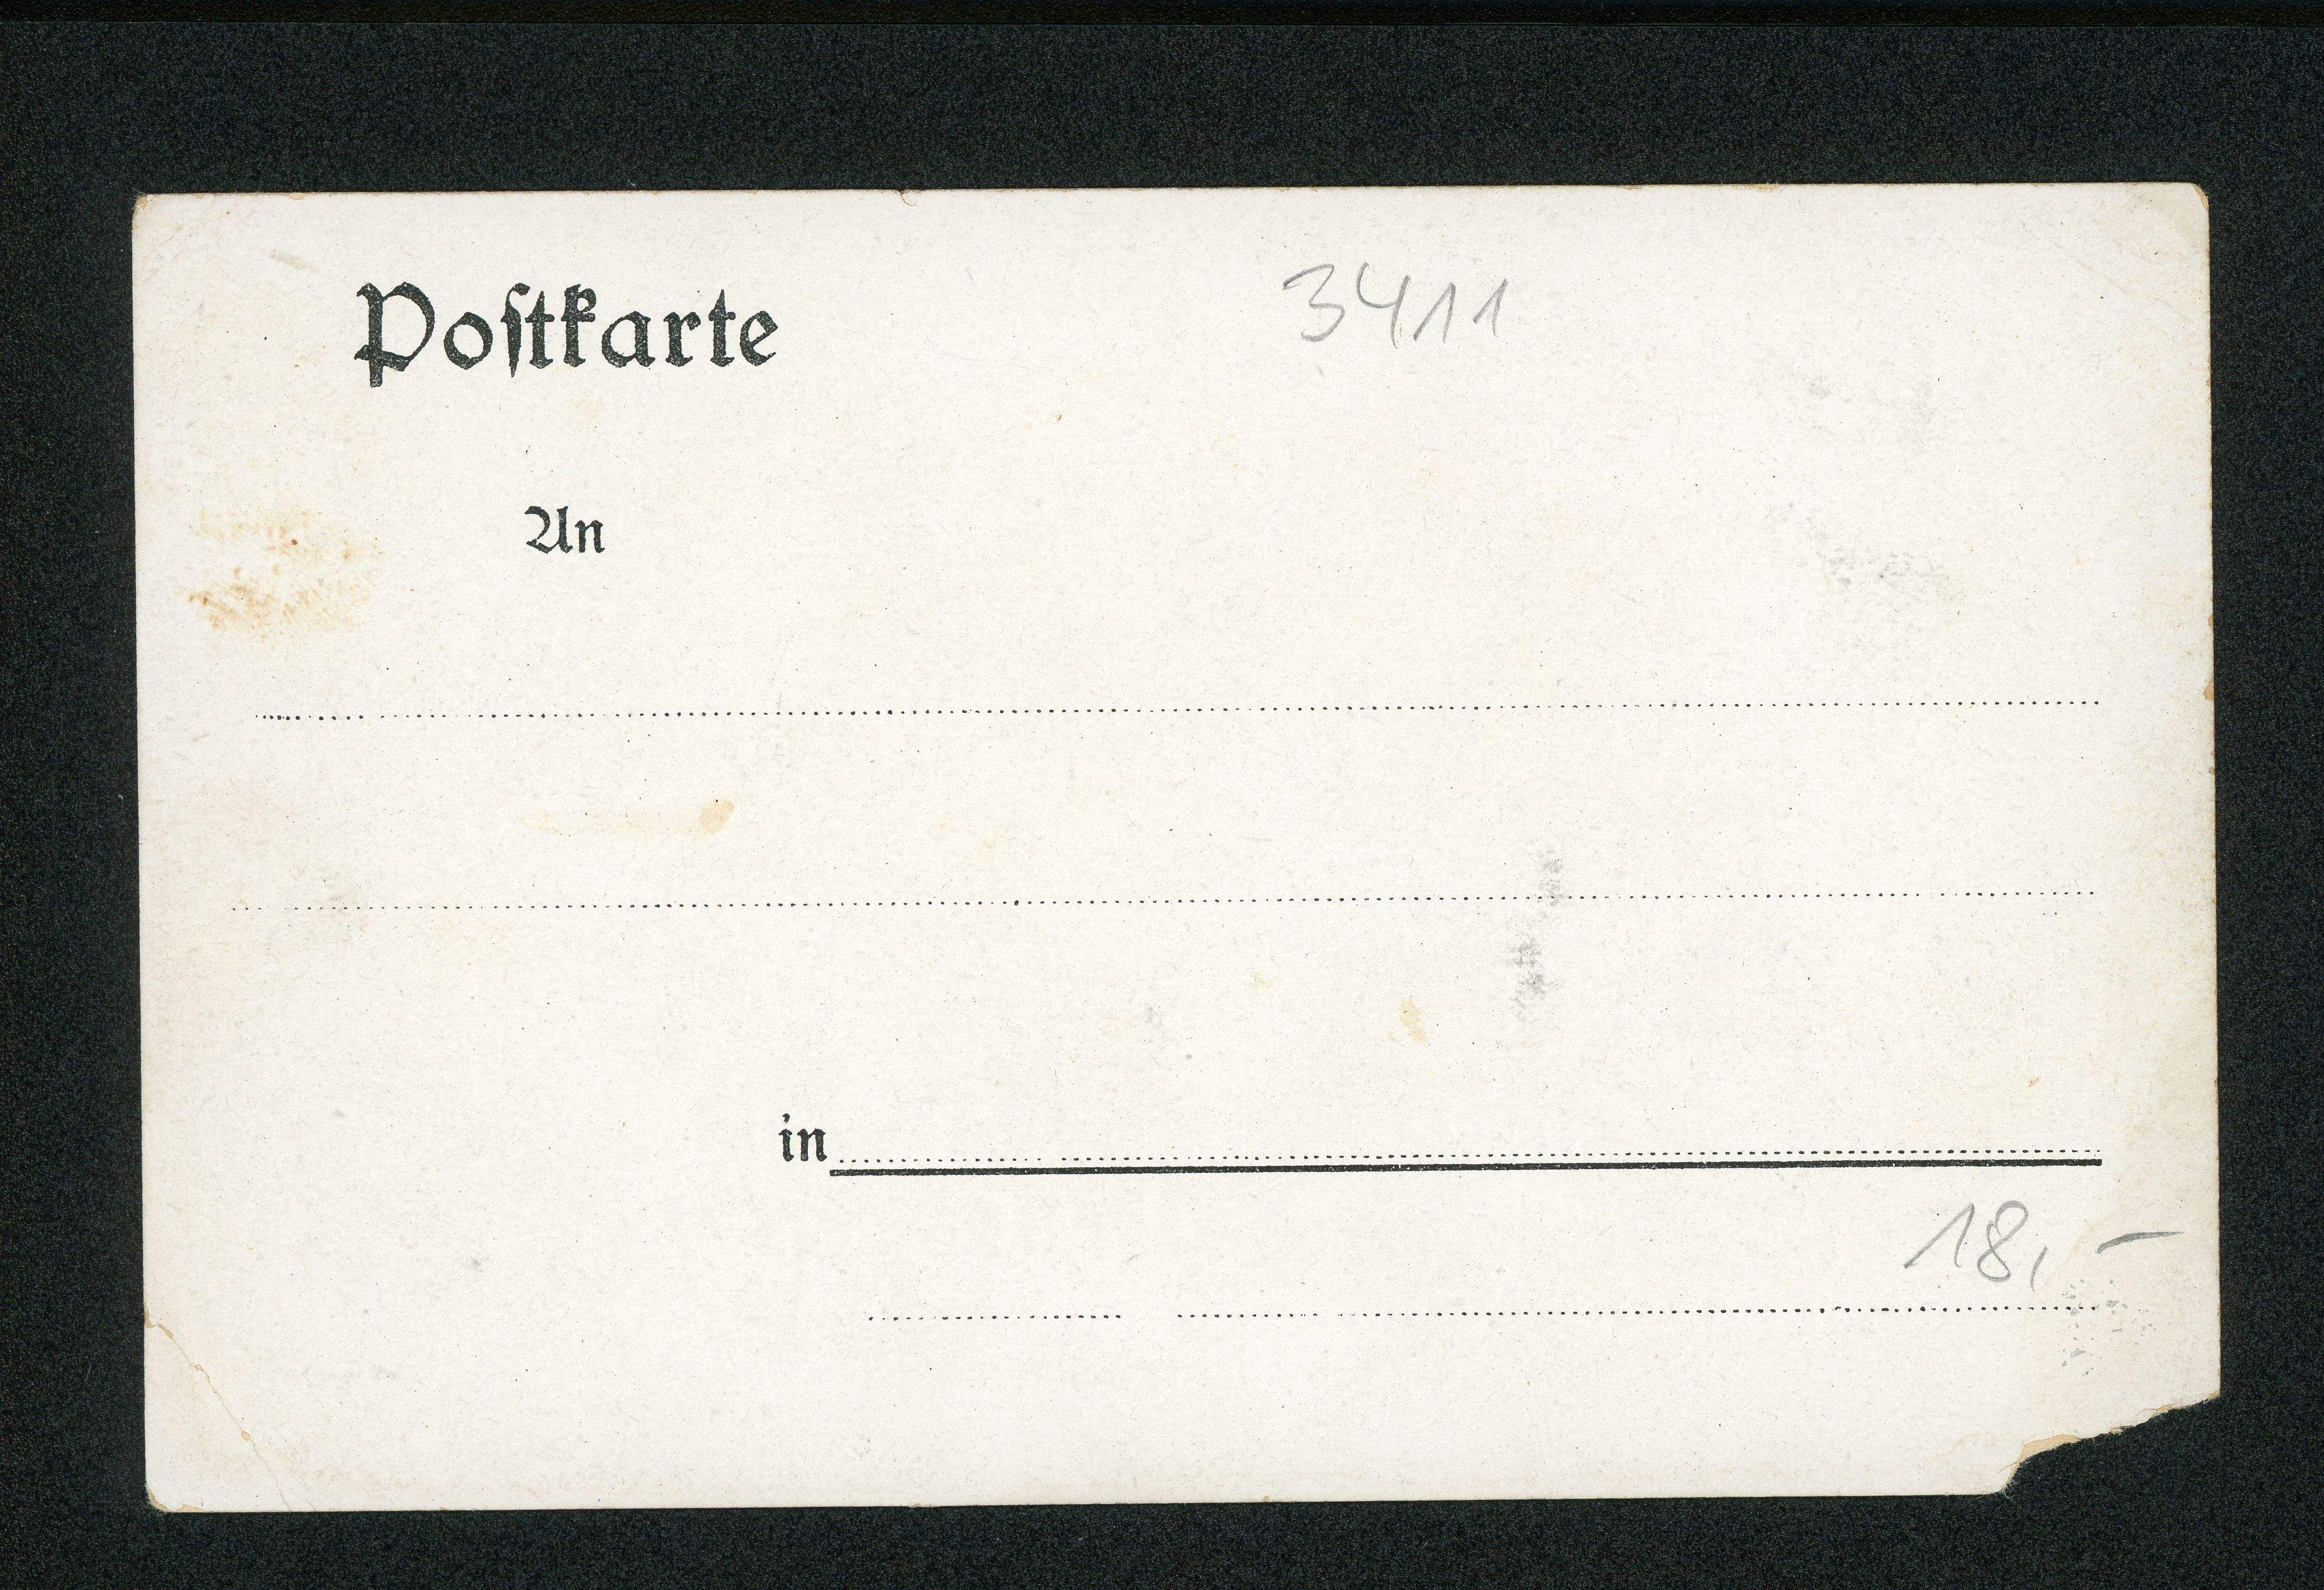 Poſtkarte
3411
An
in
18,–